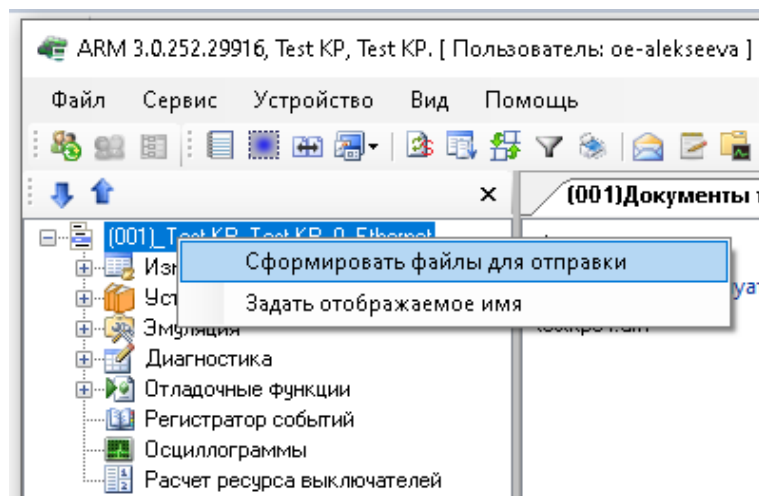 ARM 3.0.252.29916, Test KP, Test KP. [ Пользователь: oe-alekseeva ]
Файл Сервис Устройство Вид Помощь
(001)Документы
(001)_Test KP, Test KP, 0, Ethernet
Сформировать файлы для отправки
Задать отображаемое имя
Эмуляция
Диагностика
Отладочные функции
Регистратор событий
Осциллограммы
Расчет ресурса выключателей